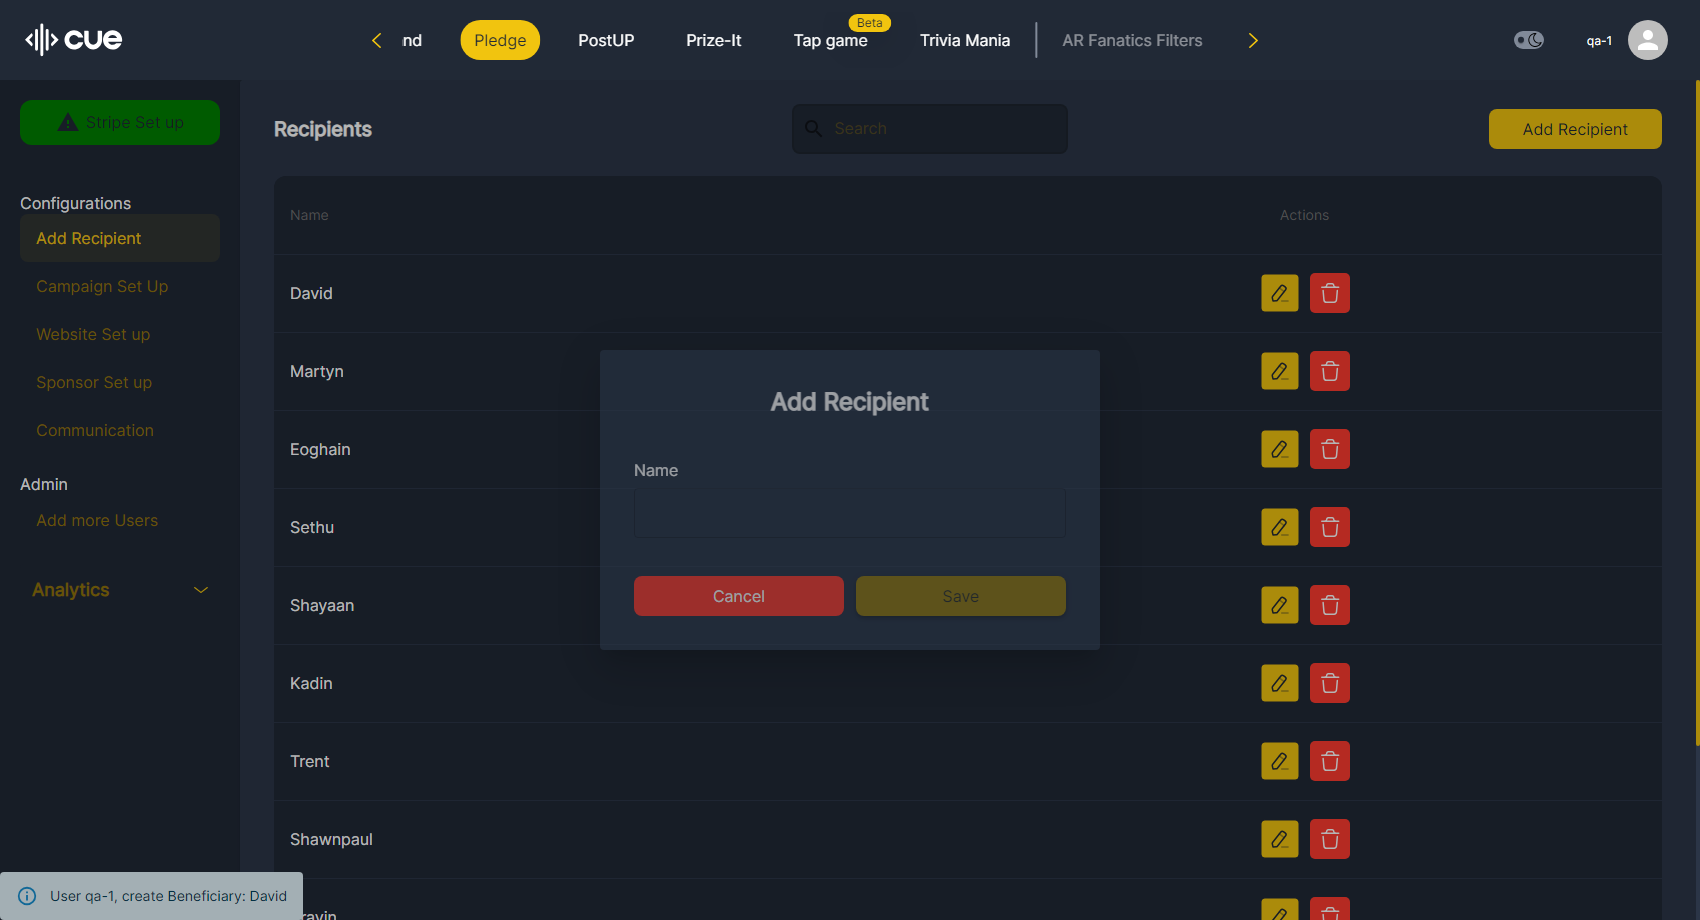 cue
nd
Pledge
PostUP
Prize-It
Beta
Tap game
Trivia Mania
AR Fanatics Filters
qa-1
Stripe Set up
Configurations
Add Recipient
Campaign Set Up
Website Set up
Sponsor Set up
Communication
Admin
Add more Users
Analytics
Recipients
Search
Add Recipient
Name
Actions
David
Martyn
Eoghain
Sethu
Shayaan
Kadin
Trent
Shawnpaul
Add Recipient
Name
Cancel
Save
User qa-1, create Beneficiary: David